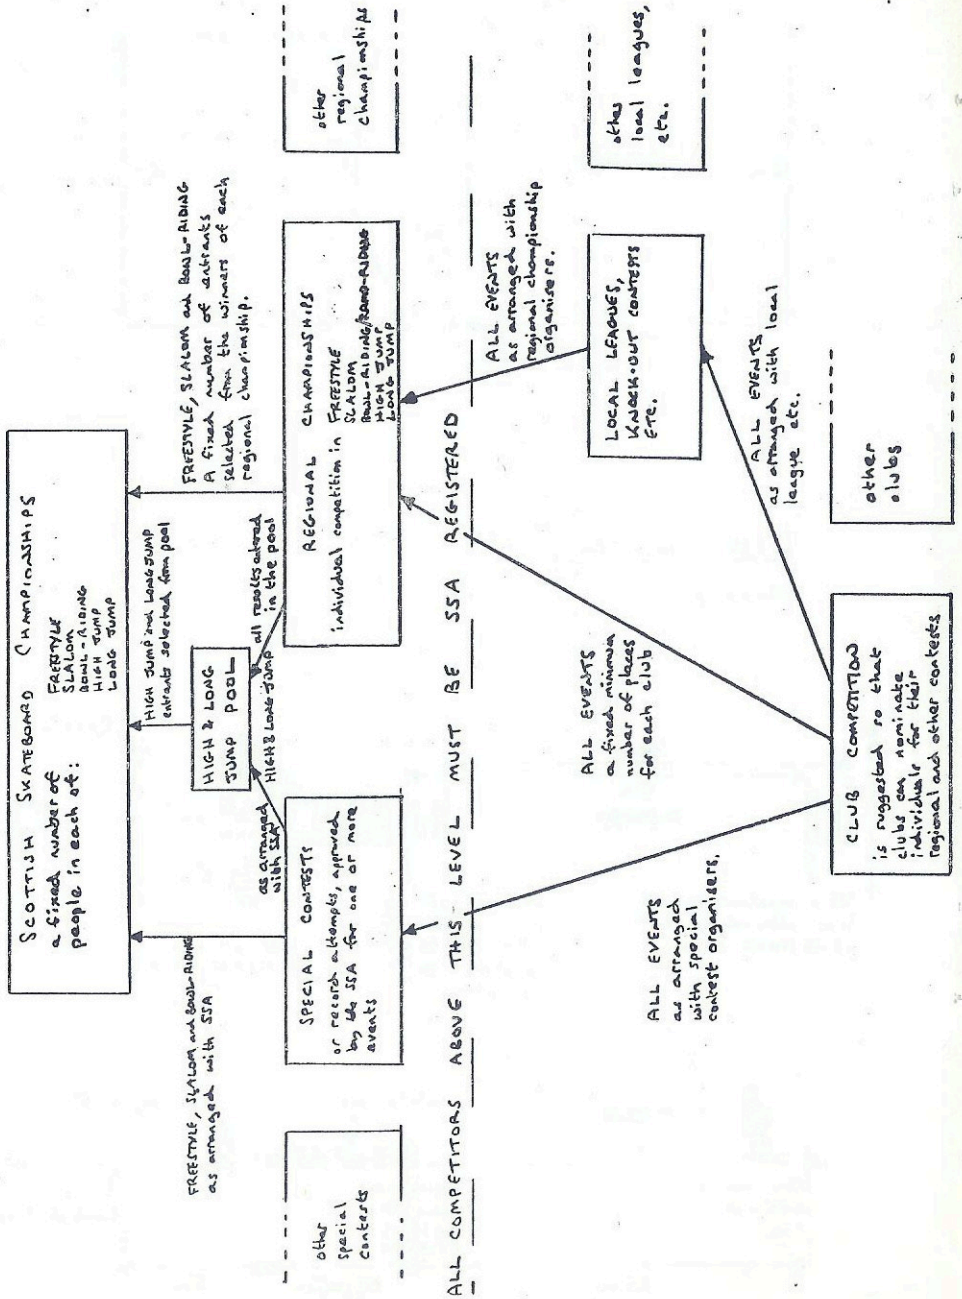 SCOTTISH SKATEBOARD CHAMPIONSHIPS
a fixed number of
people in each of:
FREESTYLE
SLALOM
BOWL-RIDING
HIGH JUMP
LONG JUMP
FREESTYLE, SLALOM and BOWL-RIDING
as arranged with SSA
HIGH JUMP and LONG JUMP
entrants selected from pool
FREESTYLE, SLALOM and BOWL-RIDING
A fixed number of entrants
selected from the winners of each
regional championship.
HIGH & LONG
JUMP POOL
as arranged
with SSA
HIGH & LONG JUMP
all results entered
in the pool
other
special
contests
SPECIAL CONTESTS
or record attempts, approved
by the SSA for one or more
events
REGIONAL CHAMPIONSHIPS
individual competition in FREESTYLE
SLALOM
BOWL-RIDING/RAMP-RIDING
HIGH JUMP
LONG JUMP
other
regional
championships
ALL COMPETITORS ABOVE THIS LEVEL MUST BE SSA REGISTERED
ALL EVENTS
as arranged with
regional championship
organisers.
ALL EVENTS
a fixed minimum
number of places
for each club
ALL EVENTS
as arranged
with special
contest organisers.
LOCAL LEAGUES,
KNOCK-OUT CONTESTS
ETC.
other
local leagues,
etc.
ALL EVENTS
as arranged with local
league etc.
CLUB COMPETITION
is suggested so that
clubs can nominate
individuals for their
regional and other contests
other
clubs